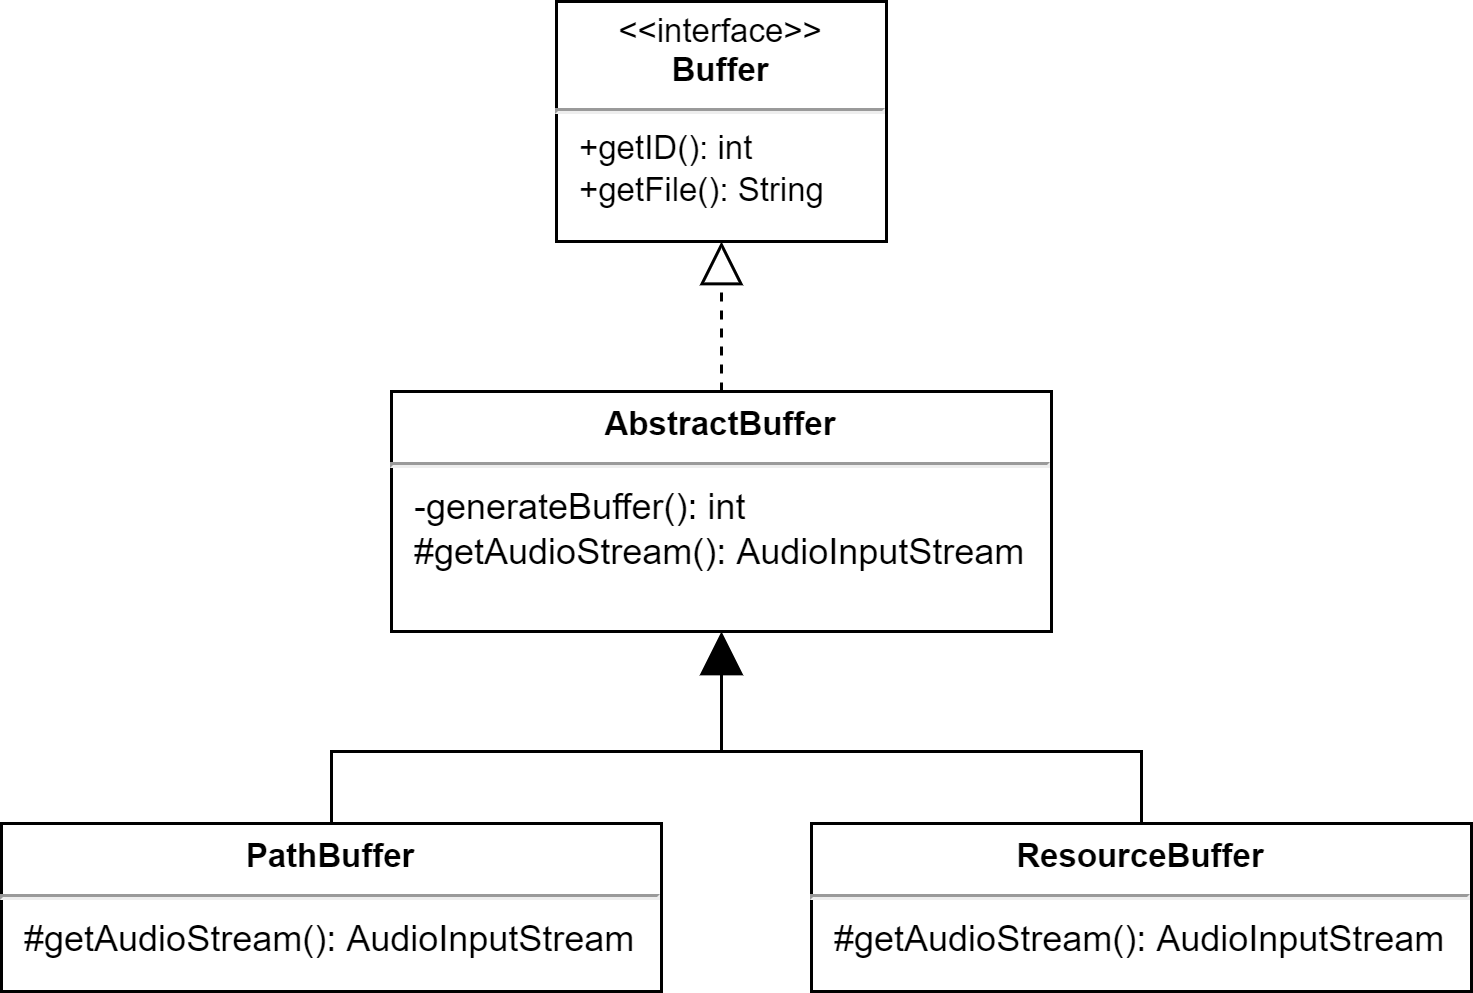 <<interface>>
Buffer
+getID(): int
+getFile(): String
AbstractBuffer
-generateBuffer(): int
#getAudioStream(): AudioInputStream
PathBuffer
#getAudioStream(): AudioInputStream
ResourceBuffer
#getAudioStream(): AudioInputStream